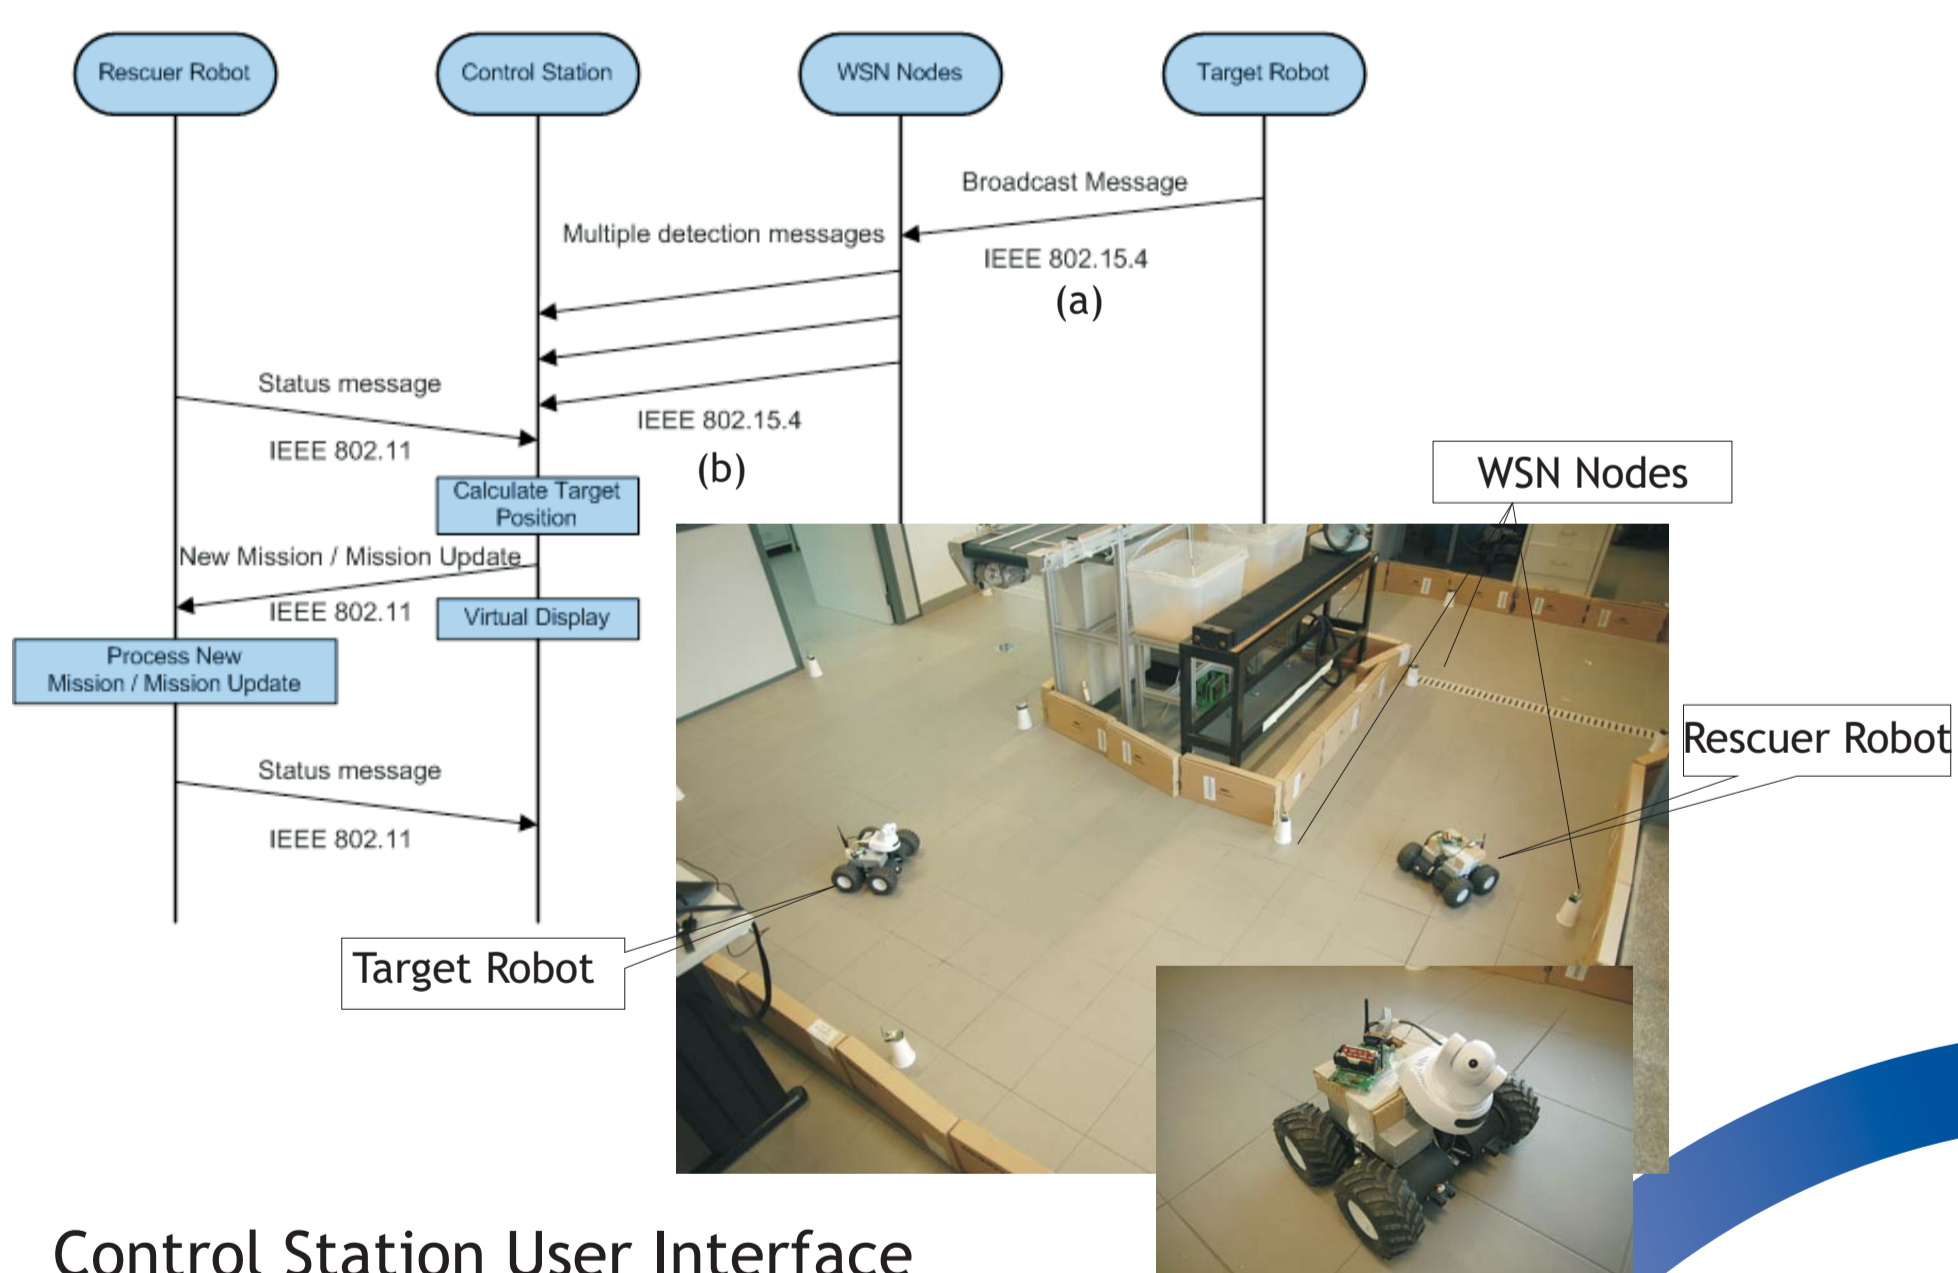 Rescuer Robot
Control Station
WSN Nodes
Target Robot
Broadcast Message
Multiple detection messages
IEEE 802.15.4
(a)
Status message
IEEE 802.15.4
IEEE 802.11
(b)
WSN Nodes
Calculate Target
Position
New Mission / Mission Update
IEEE 802.11
Virtual Display
Process New
Mission / Mission Update
Rescuer Robot
Status message
IEEE 802.11
Target Robot
Control Station User Interface